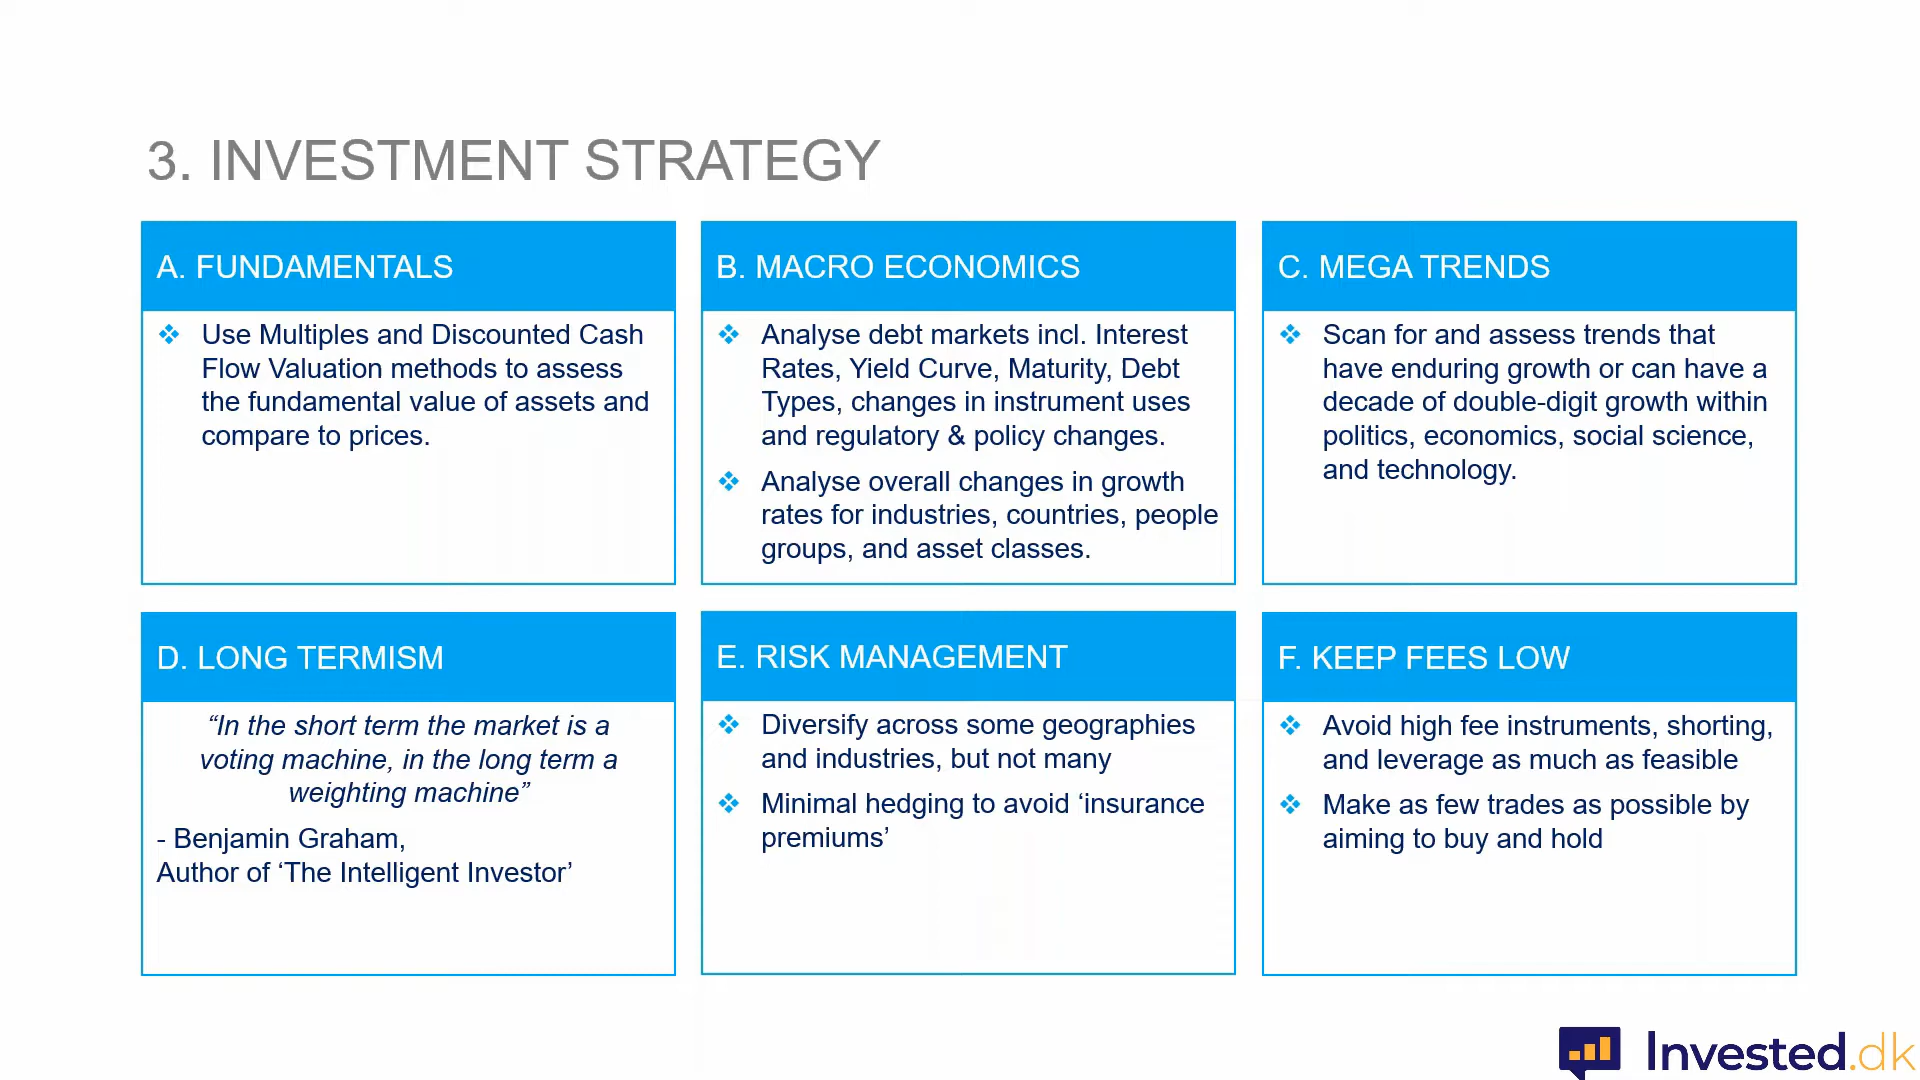 3. INVESTMENT STRATEGY
A. FUNDAMENTALS
Use Multiples and Discounted Cash
Flow Valuation methods to assess
the fundamental value of assets and
compare to prices.
B. MACRO ECONOMICS
Analyse debt markets incl. Interest
Rates, Yield Curve, Maturity, Debt
Types, changes in instrument uses
and regulatory & policy changes.
Analyse overall changes in growth
rates for industries, countries, people
groups, and asset classes.
C. MEGA TRENDS
Scan for and assess trends that
have enduring growth or can have a
decade of double-digit growth within
politics, economics, social science,
and technology.
D. LONG TERMISM
“In the short term the market is a
voting machine, in the long term a
weighting machine”
- Benjamin Graham,
Author of ‘The Intelligent Investor’
E. RISK MANAGEMENT
Diversify across some geographies
and industries, but not many
Minimal hedging to avoid ‘insurance
premiums’
F. KEEP FEES LOW
Avoid high fee instruments, shorting,
and leverage as much as feasible
Make as few trades as possible by
aiming to buy and hold
Invested.dk